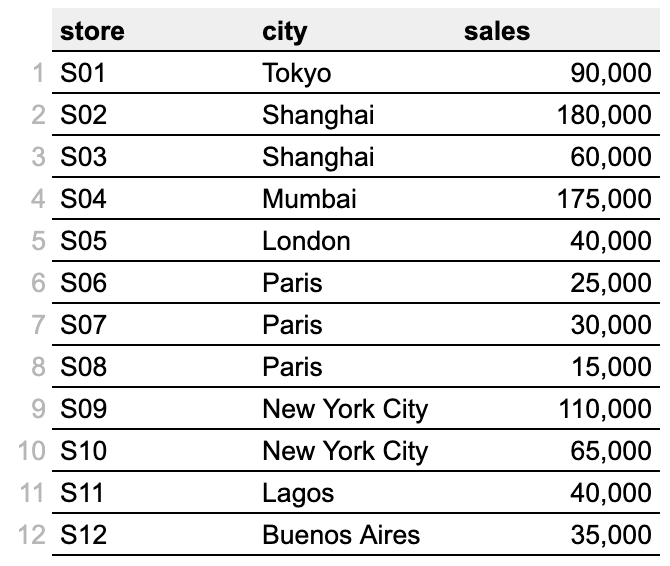 store city sales
1 S01 Tokyo 90,000
2 S02 Shanghai 180,000
3 S03 Shanghai 60,000
4 S04 Mumbai 175,000
5 S05 London 40,000
6 S06 Paris 25,000
7 S07 Paris 30,000
8 S08 Paris 15,000
9 S09 New York City 110,000
10 S10 New York City 65,000
11 S11 Lagos 40,000
12 S12 Buenos Aires 35,000